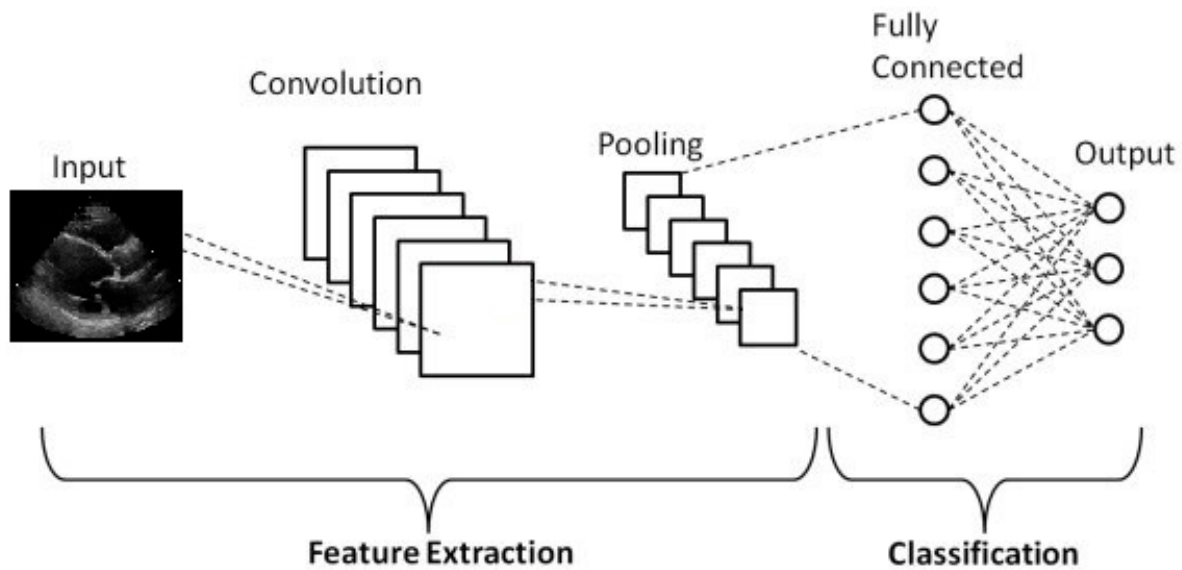 Input
Convolution
Pooling
Fully
Connected
Output
Feature Extraction
Classification